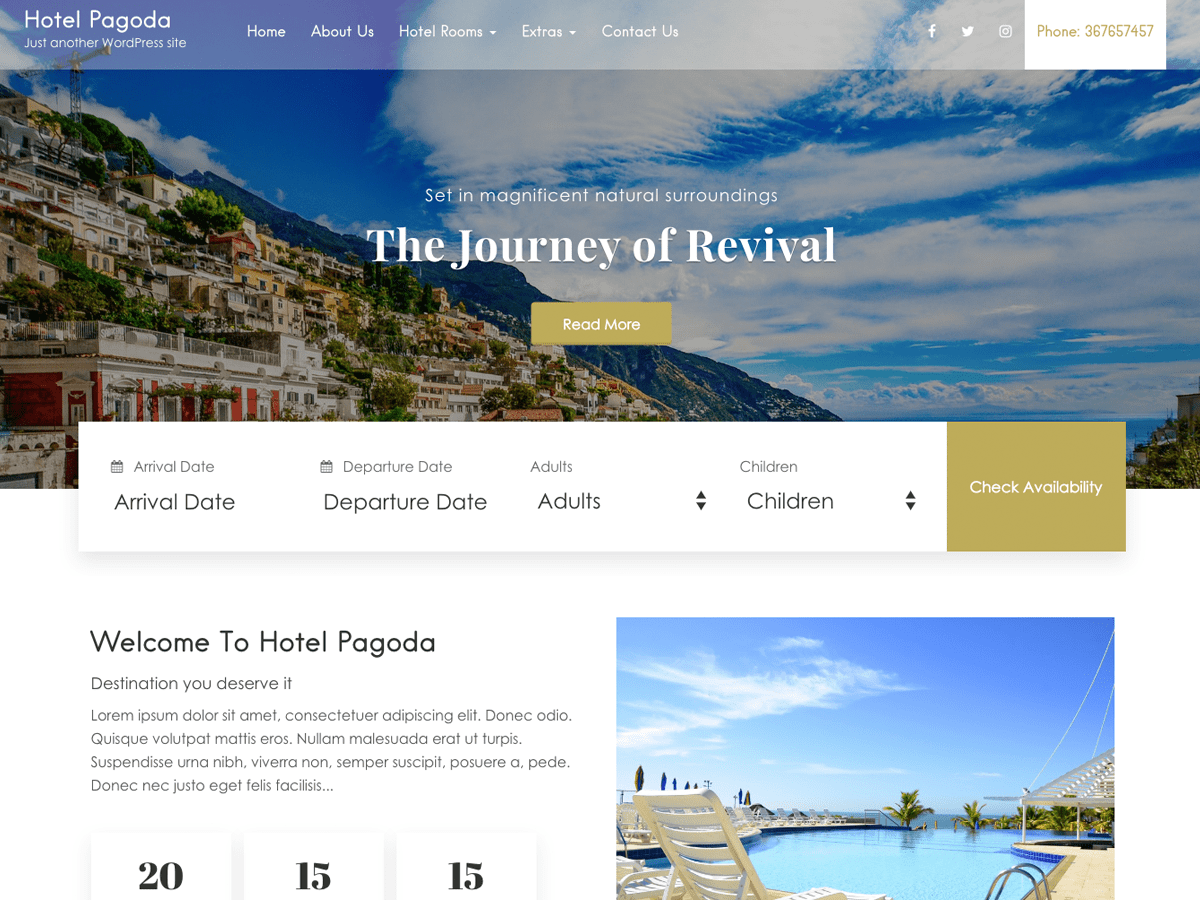 Hotel Pagoda
Just another WordPress site
Home
About Us
Hotel Rooms
Extras
Contact Us
Phone: 367657457
Set in magnificent natural surroundings
The Journey of Revival
Read More
Arrival Date
Departure Date
Adults
Children
Arrival Date
Departure Date
Adults
Children
Check Availability
Welcome To Hotel Pagoda
Destination you deserve it
Lorem ipsum dolor sit amet, consectetuer adipiscing elit. Donec odio.
Quisque volutpat mattis eros. Nullam malesuada erat ut turpis.
Suspendisse urna nibh, viverra non, semper suscipit, posuere a, pede.
Donec nec justo eget felis facilisis...
20
15
15